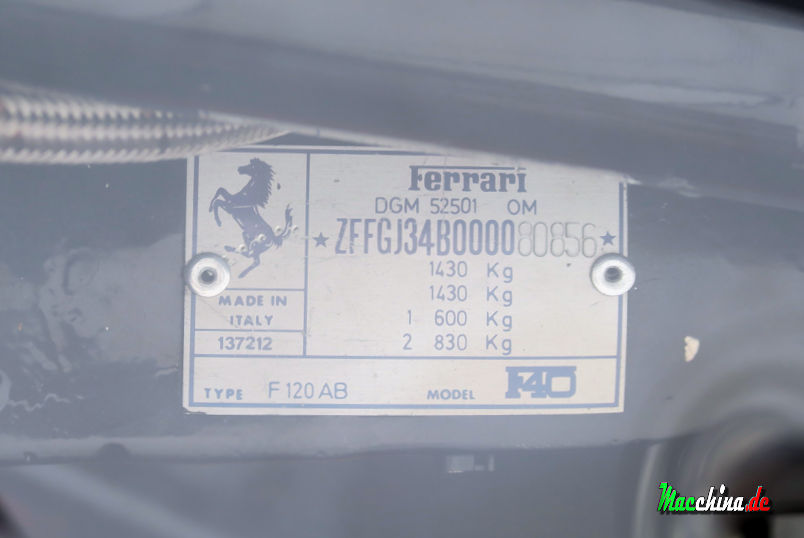 Ferrari
DGM 52501 OM
★ZFFGJ34B000080856★
1430 Kg
1430 Kg
1 600 Kg
2 830 Kg
MADE IN
ITALY
137212
TYPE F 120 AB MODEL F40
Macchina.de